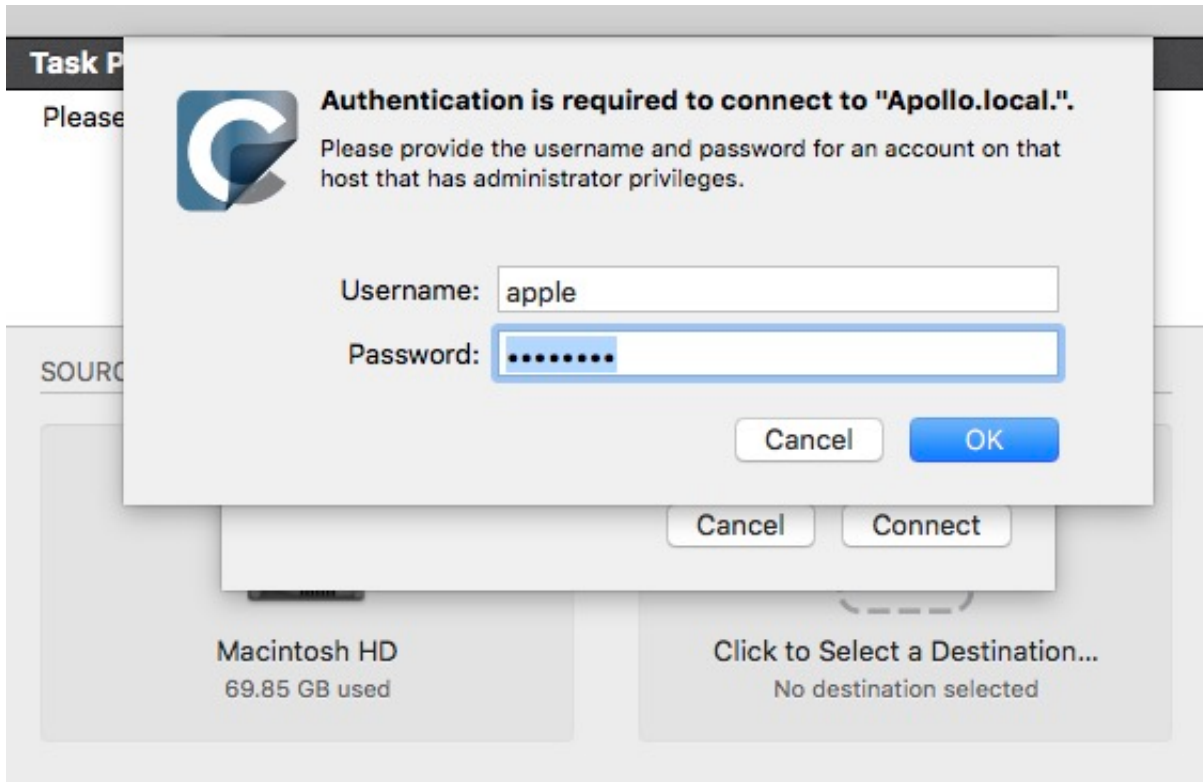 Task P
Authentication is required to connect to "Apollo.local.".
Please
Please provide the username and password for an account on that
host that has administrator privileges.
Username: apple
Password: ••••••••
Cancel OK
SOURC
Cancel Connect
Macintosh HD
69.85 GB used
Click to Select a Destination...
No destination selected